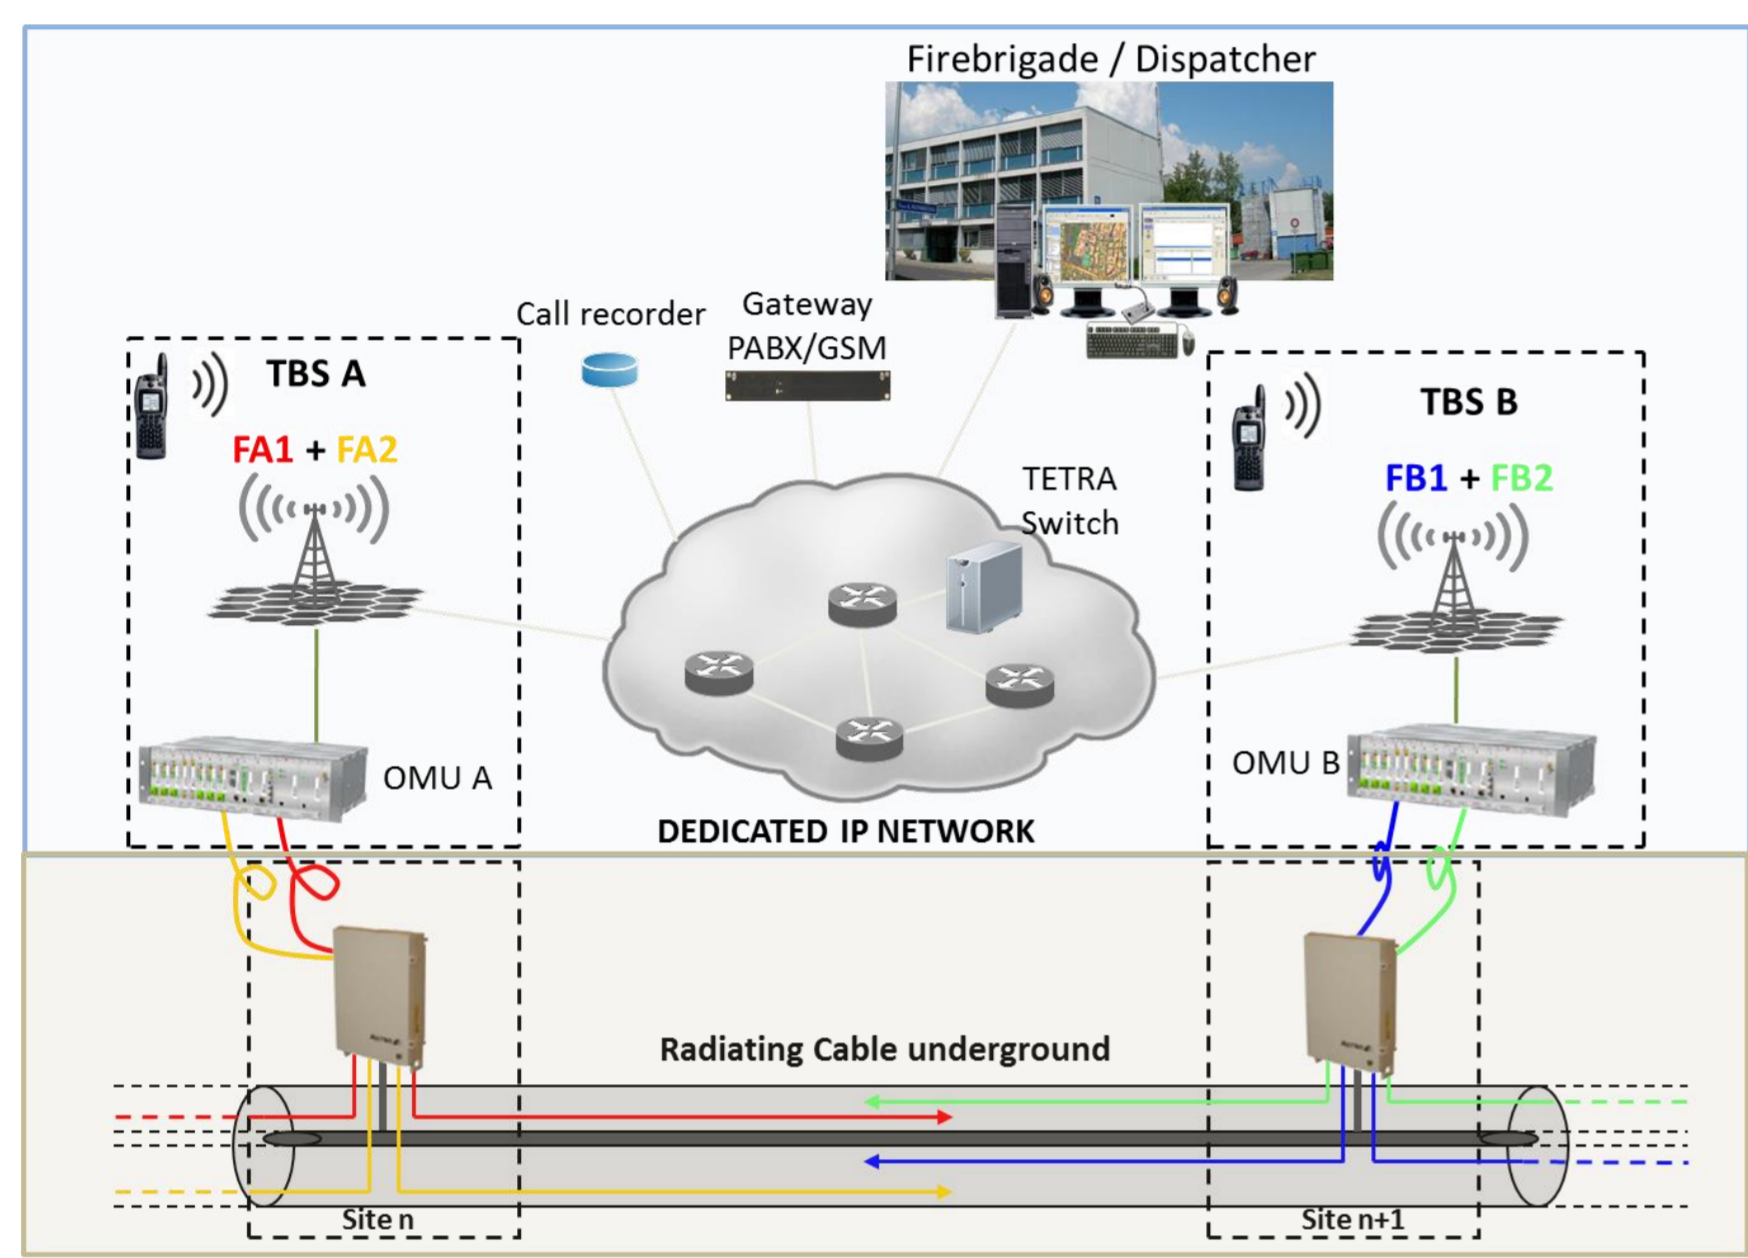 Firebrigade / Dispatcher
Call recorder
Gateway
PABX/GSM
TBS A
FA1 + FA2
TETRA
Switch
TBS B
FB1 + FB2
OMU A
OMU B
DEDICATED IP NETWORK
Radiating Cable underground
Site n
Site n+1